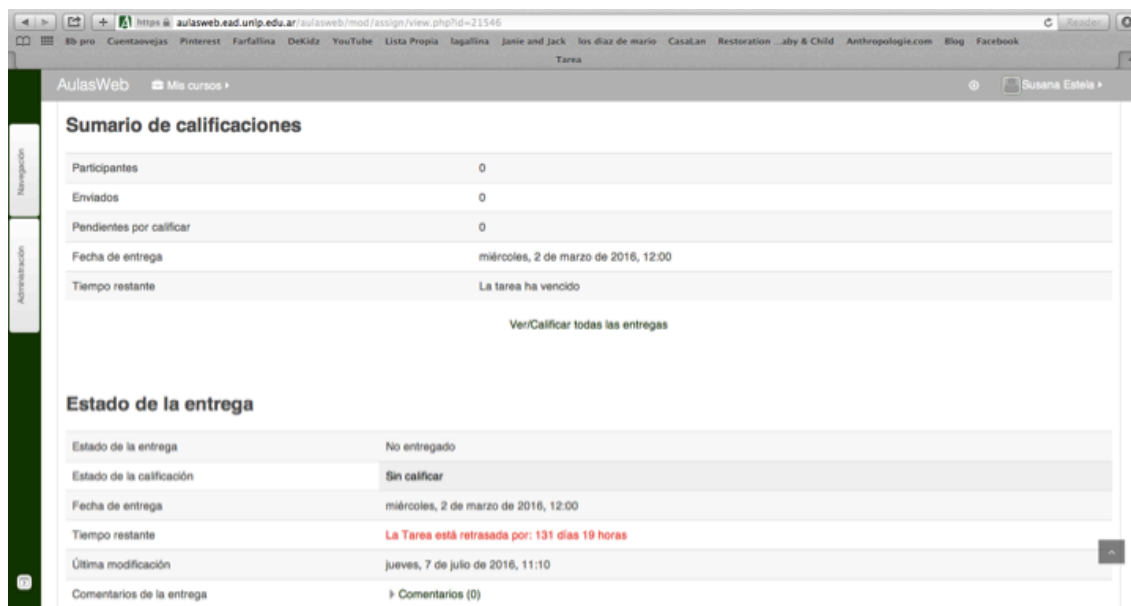 https aulasweb.ead.unlp.edu.ar/aulasweb/mod/assign/view.php?id=21546 Reader
Bb pro Cuentaovejas Pinterest Farfallina DeKidz YouTube Lista Propia lagallina Janie and Jack los diaz de mario CasaLan Restoration ...aby & Child Anthropologie.com Blog Facebook
Tarea
AulasWeb Mis cursos Susana Estela
Navegación
Administración
Sumario de calificaciones
Participantes 0
Enviados 0
Pendientes por calificar 0
Fecha de entrega miércoles, 2 de marzo de 2016, 12:00
Tiempo restante La tarea ha vencido
Ver/Calificar todas las entregas
Estado de la entrega
Estado de la entrega No entregado
Estado de la calificación Sin calificar
Fecha de entrega miércoles, 2 de marzo de 2016, 12:00
Tiempo restante La Tarea está retrasada por: 131 días 19 horas
Última modificación jueves, 7 de julio de 2016, 11:10
Comentarios de la entrega Comentarios (0)